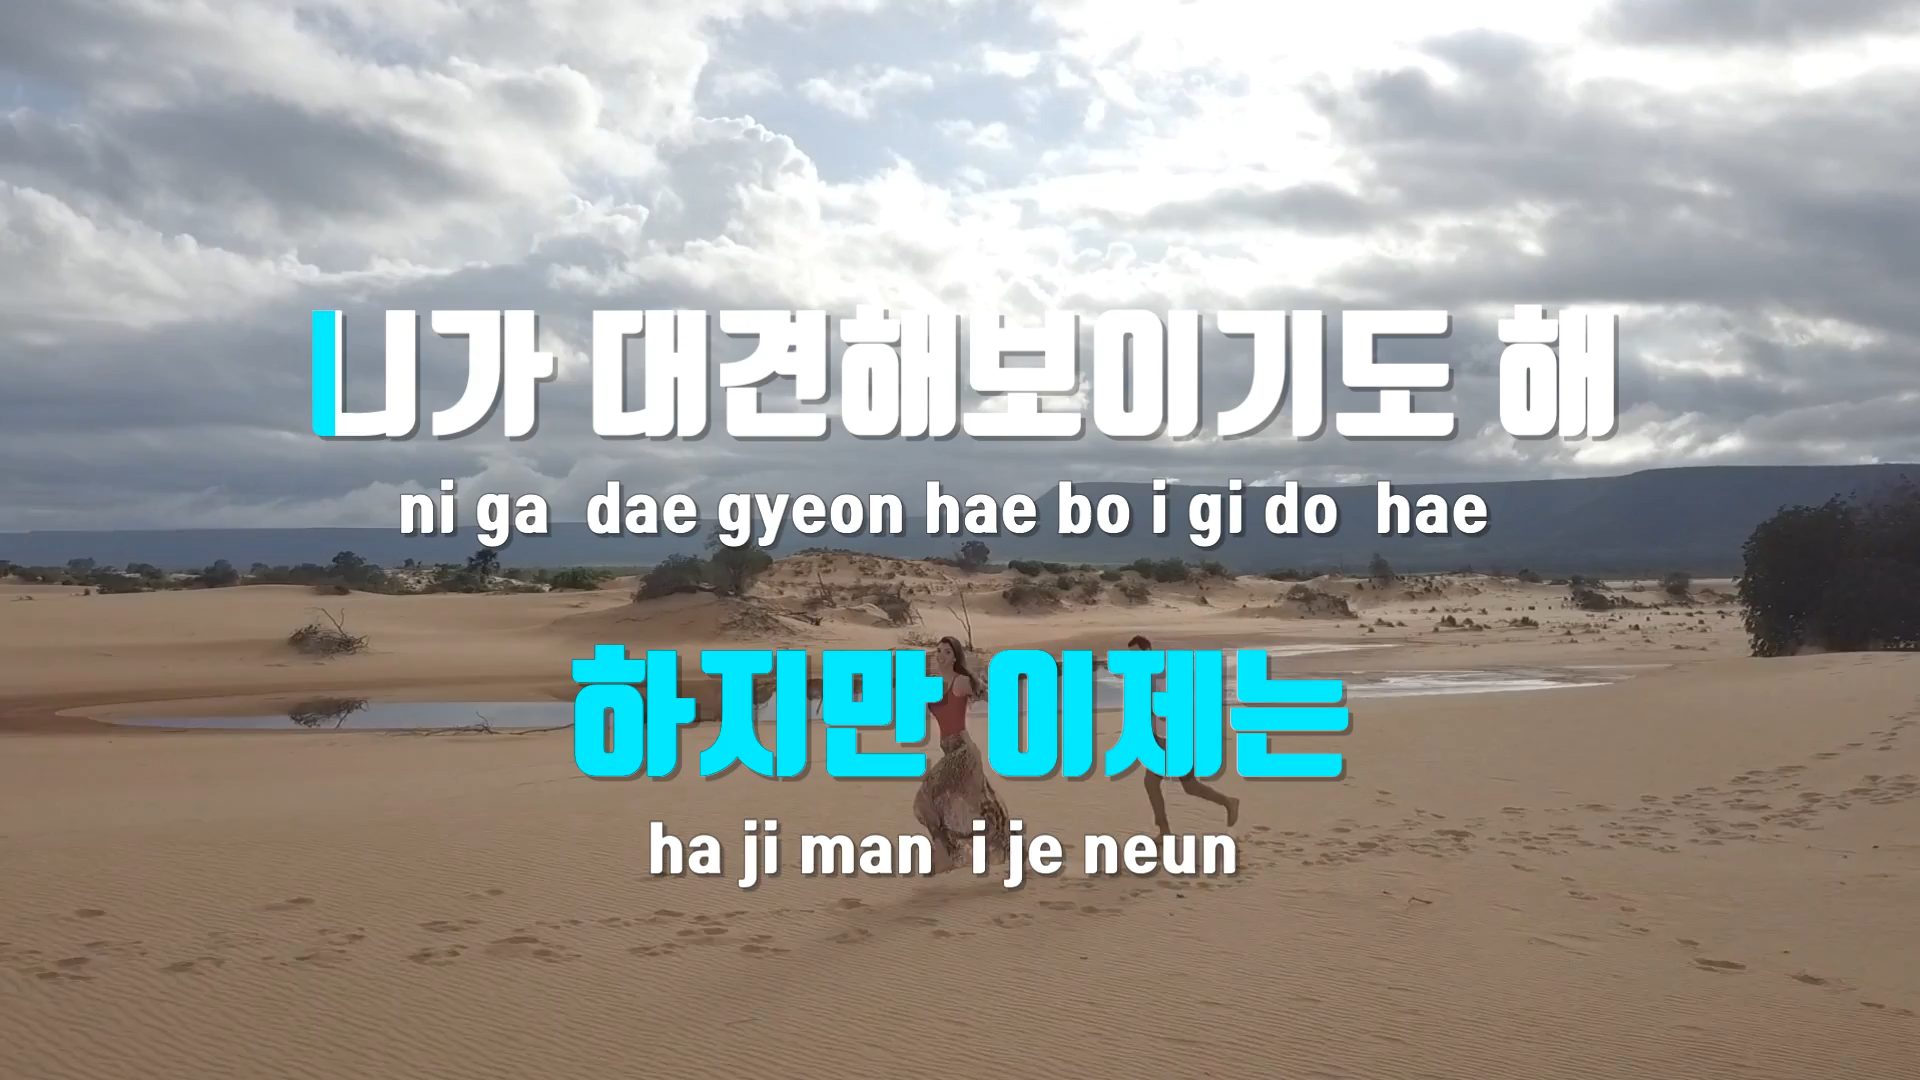 니가 대견해보이기도 해
ni ga dae gyeon hae bo i gi do hae
하지만 이제는
ha ji man i je neun